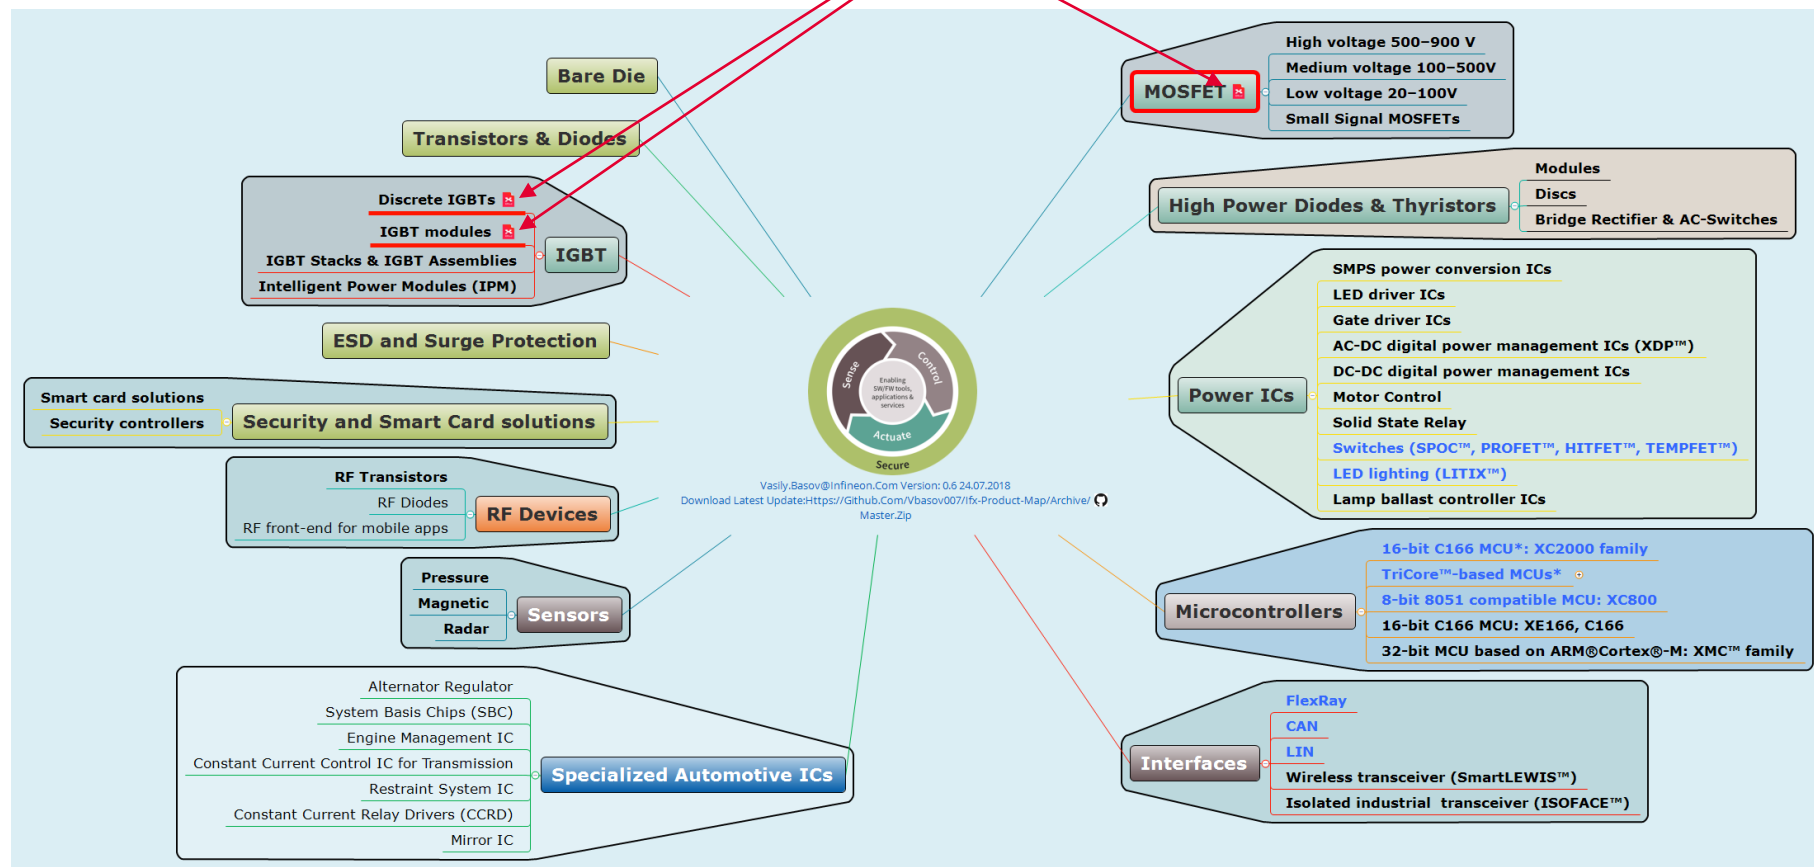 Bare Die
Transistors & Diodes
Discrete IGBTs
IGBT modules
IGBT Stacks & IGBT Assemblies
Intelligent Power Modules (IPM)
IGBT
ESD and Surge Protection
Smart card solutions
Security controllers
Security and Smart Card solutions
RF Transistors
RF Diodes
RF front-end for mobile apps
RF Devices
Pressure
Magnetic
Radar
Sensors
Alternator Regulator
System Basis Chips (SBC)
Engine Management IC
Constant Current Control IC for Transmission
Restraint System IC
Constant Current Relay Drivers (CCRD)
Mirror IC
Specialized Automotive ICs
Sense
Control
Enabling
SW/FW tools,
applications &
services
Actuate
Secure
Vasily.Basov@Infineon.Com Version: 0.6 24.07.2018
Download Latest Update:Https://Github.Com/Vbasov007/Ifx-Product-Map/Archive/
Master.Zip
MOSFET
High voltage 500–900 V
Medium voltage 100–500V
Low voltage 20–100V
Small Signal MOSFETs
High Power Diodes & Thyristors
Modules
Discs
Bridge Rectifier & AC-Switches
Power ICs
SMPS power conversion ICs
LED driver ICs
Gate driver ICs
AC-DC digital power management ICs (XDP™)
DC-DC digital power management ICs
Motor Control
Solid State Relay
Switches (SPOC™, PROFET™, HITFET™, TEMPFET™)
LED lighting (LITIX™)
Lamp ballast controller ICs
Microcontrollers
16-bit C166 MCU*: XC2000 family
TriCore™-based MCUs*
8-bit 8051 compatible MCU: XC800
16-bit C166 MCU: XE166, C166
32-bit MCU based on ARM®Cortex®-M: XMC™ family
Interfaces
FlexRay
CAN
LIN
Wireless transceiver (SmartLEWIS™)
Isolated industrial  transceiver (ISOFACE™)